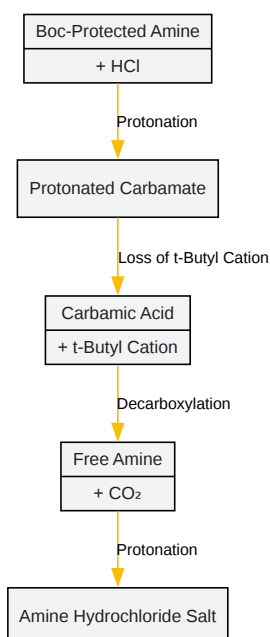 Boc-Protected Amine
+ HCl
Protonation
Protonated Carbamate
Loss of t-Butyl Cation
Carbamic Acid
+ t-Butyl Cation
Decarboxylation
Free Amine
+ CO₂
Protonation
Amine Hydrochloride Salt